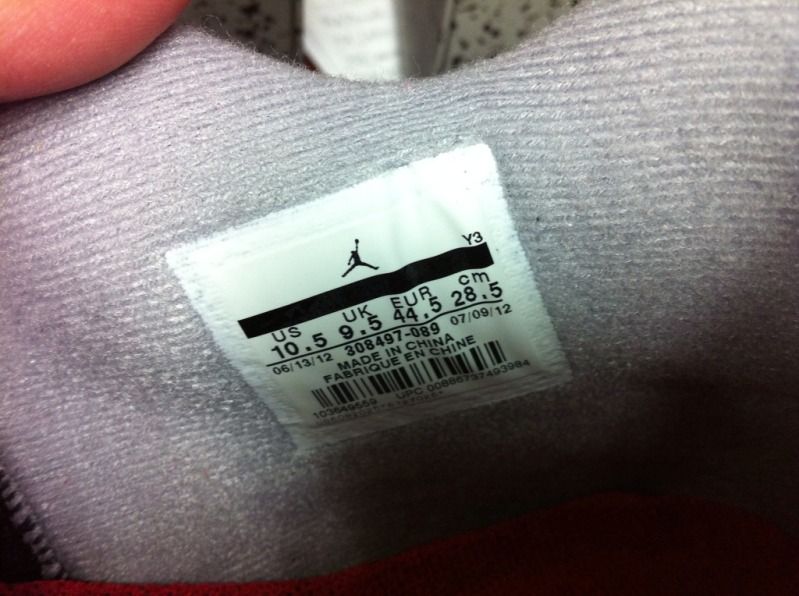 Y3
US UK EUR cm
10.5 9.5 44.5 28.5
06/13/12 308497-089 07/09/12
MADE IN CHINA
FABRIQUE EN CHINE
103649559 UPC 00886737493984